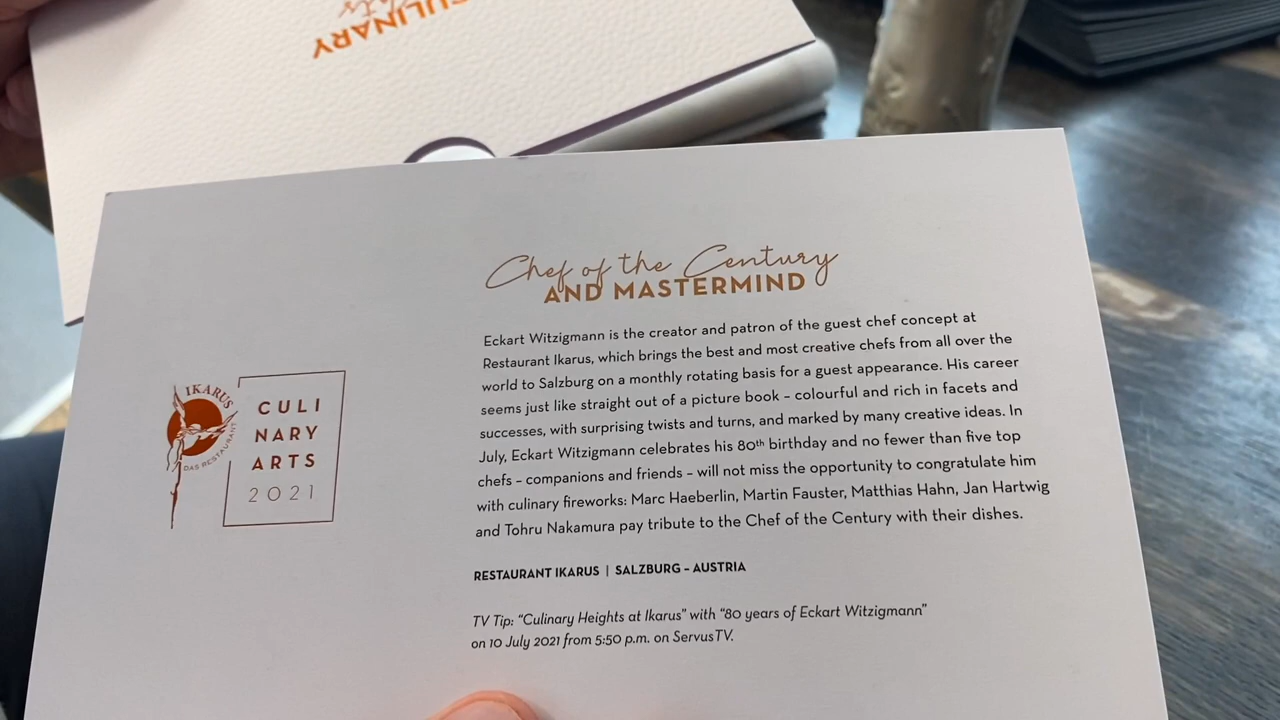 CULINARY
Chef of the Century
AND MASTERMIND
Eckart Witzigmann is the creator and patron of the guest chef concept at
Restaurant Ikarus, which brings the best and most creative chefs from all over the
world to Salzburg on a monthly rotating basis for a guest appearance. His career
seems just like straight out of a picture book – colourful and rich in facets and
successes, with surprising twists and turns, and marked by many creative ideas. In
July, Eckart Witzigmann celebrates his 80th birthday and no fewer than five top
chefs – companions and friends – will not miss the opportunity to congratulate him
with culinary fireworks: Marc Haeberlin, Martin Fauster, Matthias Hahn, Jan Hartwig
and Tohru Nakamura pay tribute to the Chef of the Century with their dishes.
RESTAURANT IKARUS | SALZBURG – AUSTRIA
TV Tip: “Culinary Heights at Ikarus” with “80 years of Eckart Witzigmann”
on 10 July 2021 from 5:50 p.m. on ServusTV.
IKARUS
DAS RESTAURANT
CULI
NARY
ARTS
2021